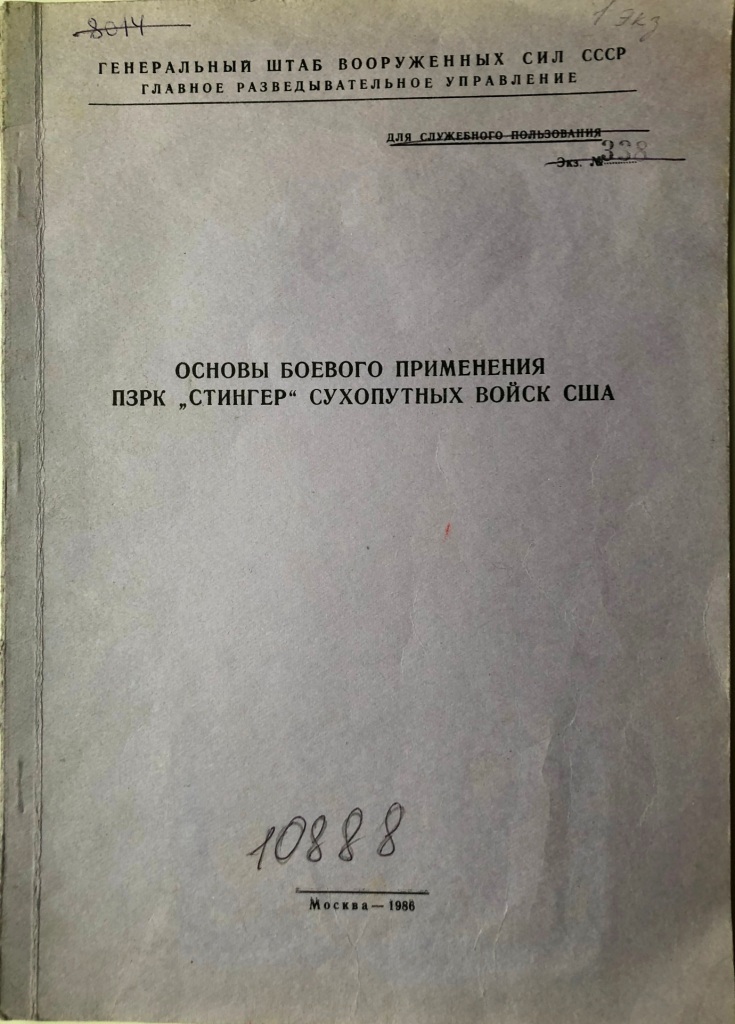 8014
1 экз
ГЕНЕРАЛЬНЫЙ ШТАБ ВООРУЖЕННЫХ СИЛ СССР
ГЛАВНОЕ РАЗВЕДЫВАТЕЛЬНОЕ УПРАВЛЕНИЕ
ДЛЯ СЛУЖЕБНОГО ПОЛЬЗОВАНИЯ
Экз. № 338
ОСНОВЫ БОЕВОГО ПРИМЕНЕНИЯ
ПЗРК „СТИНГЕР“ СУХОПУТНЫХ ВОЙСК США
10888
Москва — 1986